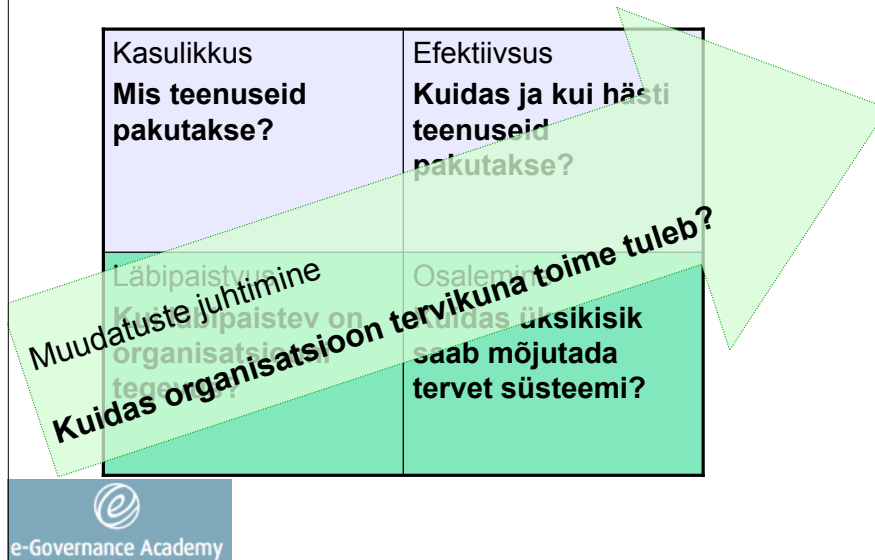 Kasulikkus
Mis teenuseid
pakutakse?
Efektiivsus
Kuidas ja kui hästi
teenuseid
pakutakse?
Läbipaistvus
Kui läbipaistev on
organisatsiooni
tegevus?
Osalemine
Kuidas üksikisik
saab mõjutada
tervet süsteemi?
Muudatuste juhtimine
Kuidas organisatsioon tervikuna toime tuleb?
e-Governance Academy